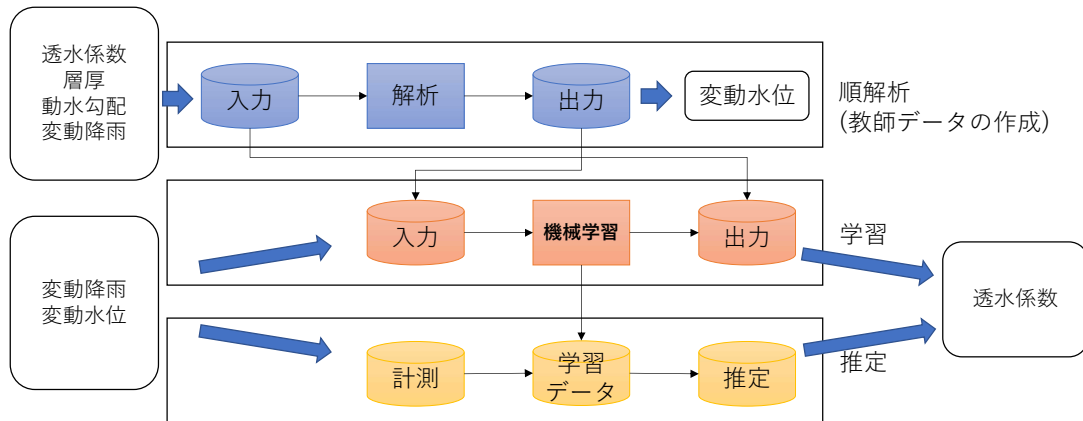 透水係数
層厚
動水勾配
変動降雨
入力
解析
出力
変動水位
順解析
(教師データの作成)
変動降雨
変動水位
入力
機械学習
出力
学習
透水係数
計測
学習
データ
推定
推定